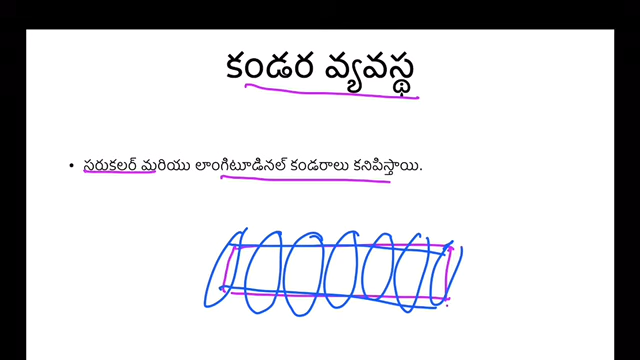 కండర వ్యవస్థ
• సరుకలర్ మరియు లాంగిటూడినల్ కండరాలు కనిపిస్తాయి.